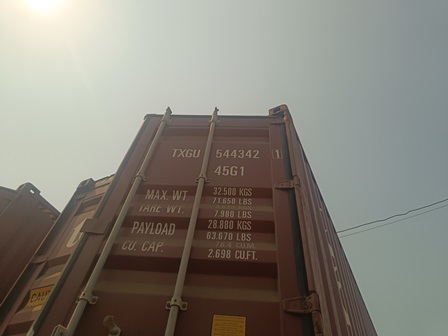 TXGU 544342 1
45G1
MAX. WT. 32.500 KGS
71.650 LBS
TARE WT.
7.980 LBS
PAYLOAD 28.880 KGS
63.670 LBS
CU. CAP.
2.698 CU.FT.